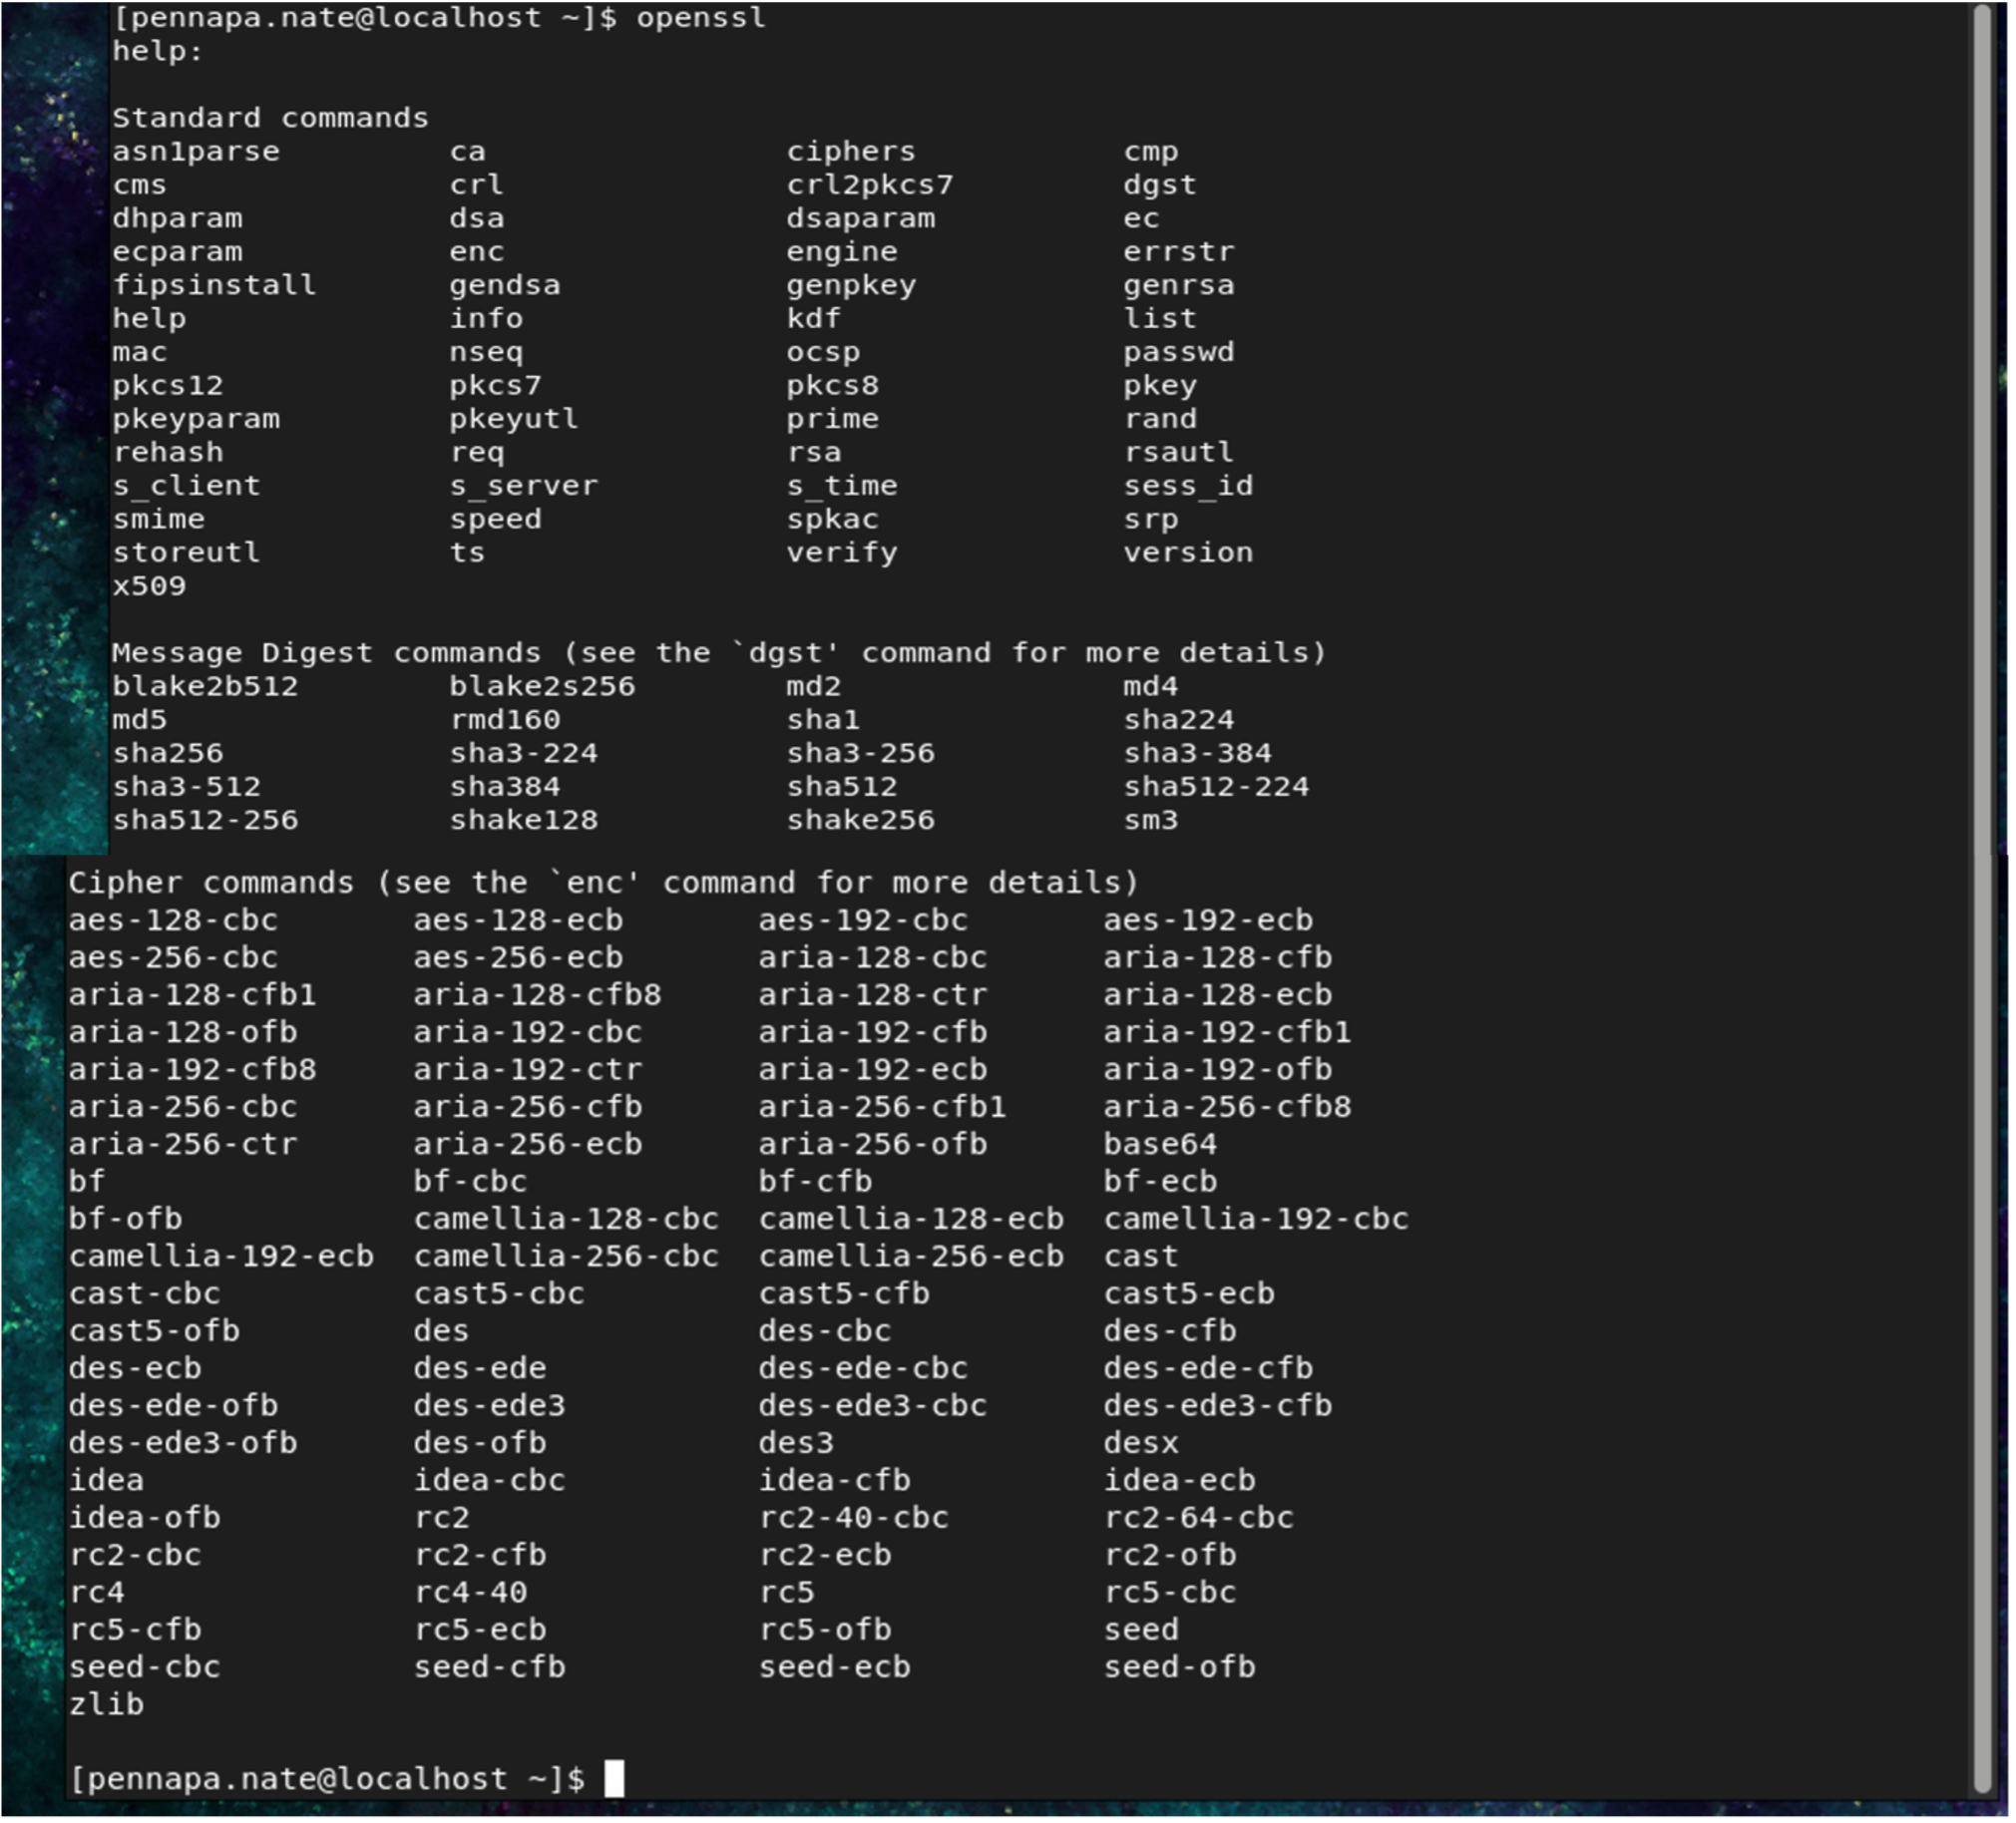 [pennapa.nate@localhost ~]$ openssl
help:
Standard commands
asn1parse ca ciphers cmp
cms crl crl2pkcs7 dgst
dhparam dsa dsaparam ec
ecparam enc engine errstr
fipsinstall gendsa genpkey genrsa
help info kdf list
mac nseq ocsp passwd
pkcs12 pkcs7 pkcs8 pkey
pkeyparam pkeyutl prime rand
rehash req rsa rsautl
s_client s_server s_time sess_id
smime speed spkac srp
storeutl ts verify version
x509
Message Digest commands (see the `dgst' command for more details)
blake2b512 blake2s256 md2 md4
md5 rmd160 sha1 sha224
sha256 sha3-224 sha3-256 sha3-384
sha3-512 sha384 sha512 sha512-224
sha512-256 shake128 shake256 sm3
Cipher commands (see the `enc' command for more details)
aes-128-cbc aes-128-ecb aes-192-cbc aes-192-ecb
aes-256-cbc aes-256-ecb aria-128-cbc aria-128-cfb
aria-128-cfb1 aria-128-cfb8 aria-128-ctr aria-128-ecb
aria-128-ofb aria-192-cbc aria-192-cfb aria-192-cfb1
aria-192-cfb8 aria-192-ctr aria-192-ecb aria-192-ofb
aria-256-cbc aria-256-cfb aria-256-cfb1 aria-256-cfb8
aria-256-ctr aria-256-ecb aria-256-ofb base64
bf bf-cbc bf-cfb bf-ecb
bf-ofb camellia-128-cbc camellia-128-ecb camellia-192-cbc
camellia-192-ecb camellia-256-cbc camellia-256-ecb cast
cast-cbc cast5-cbc cast5-cfb cast5-ecb
cast5-ofb des des-cbc des-cfb
des-ecb des-ede des-ede-cbc des-ede-cfb
des-ede-ofb des-ede3 des-ede3-cbc des-ede3-cfb
des-ede3-ofb des-ofb des3 desx
idea idea-cbc idea-cfb idea-ecb
idea-ofb rc2 rc2-40-cbc rc2-64-cbc
rc2-cbc rc2-cfb rc2-ecb rc2-ofb
rc4 rc4-40 rc5 rc5-cbc
rc5-cfb rc5-ecb rc5-ofb seed
seed-cbc seed-cfb seed-ecb seed-ofb
zlib
[pennapa.nate@localhost ~]$